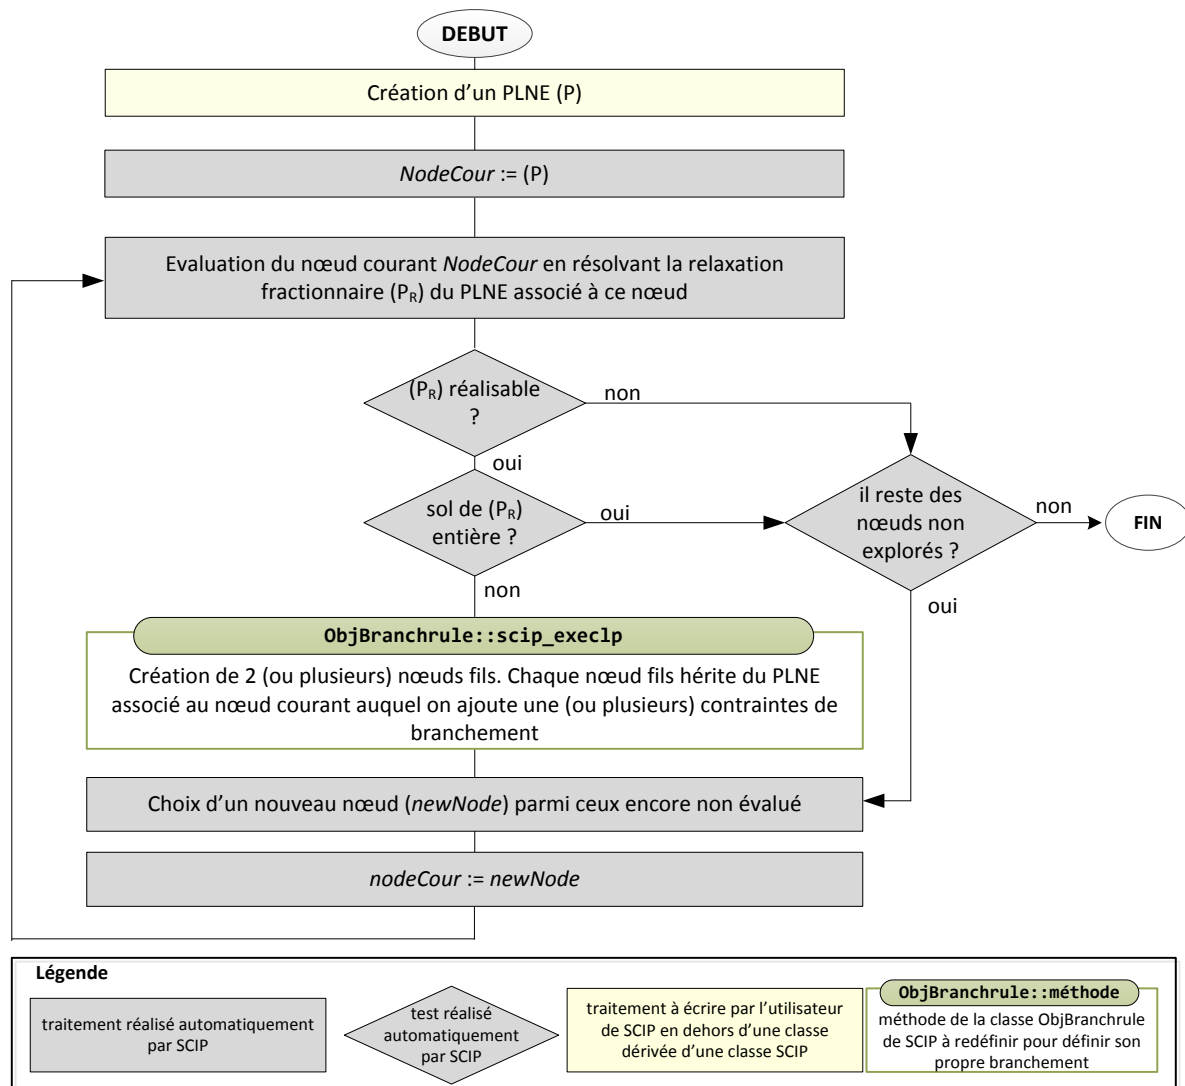 DEBUT
Création d'un PLNE (P)
NodeCour := (P)
Evaluation du nœud courant NodeCour en résolvant la relaxation
fractionnaire (PR) du PLNE associé à ce nœud
(PR) réalisable
?
non
oui
sol de (PR)
entière ?
oui
il reste des
nœuds non
explorés ?
non
FIN
non
oui
ObjBranchrule::scip_execlp
Création de 2 (ou plusieurs) nœuds fils. Chaque nœud fils hérite du PLNE
associé au nœud courant auquel on ajoute une (ou plusieurs) contraintes de
branchement
Choix d'un nouveau nœud (newNode) parmi ceux encore non évalué
nodeCour := newNode
Légende
traitement réalisé automatiquement
par SCIP
test réalisé
automatiquement
par SCIP
traitement à écrire par l'utilisateur
de SCIP en dehors d'une classe
dérivée d'une classe SCIP
ObjBranchrule::méthode
méthode de la classe ObjBranchrule
de SCIP à redéfinir pour définir son
propre branchement